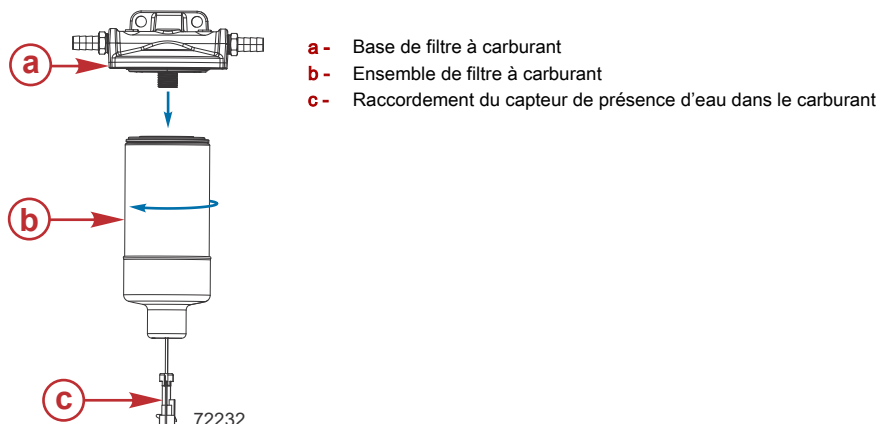 a
b
c
a - Base de filtre à carburant
b - Ensemble de filtre à carburant
c - Raccordement du capteur de présence d'eau dans le carburant
72232